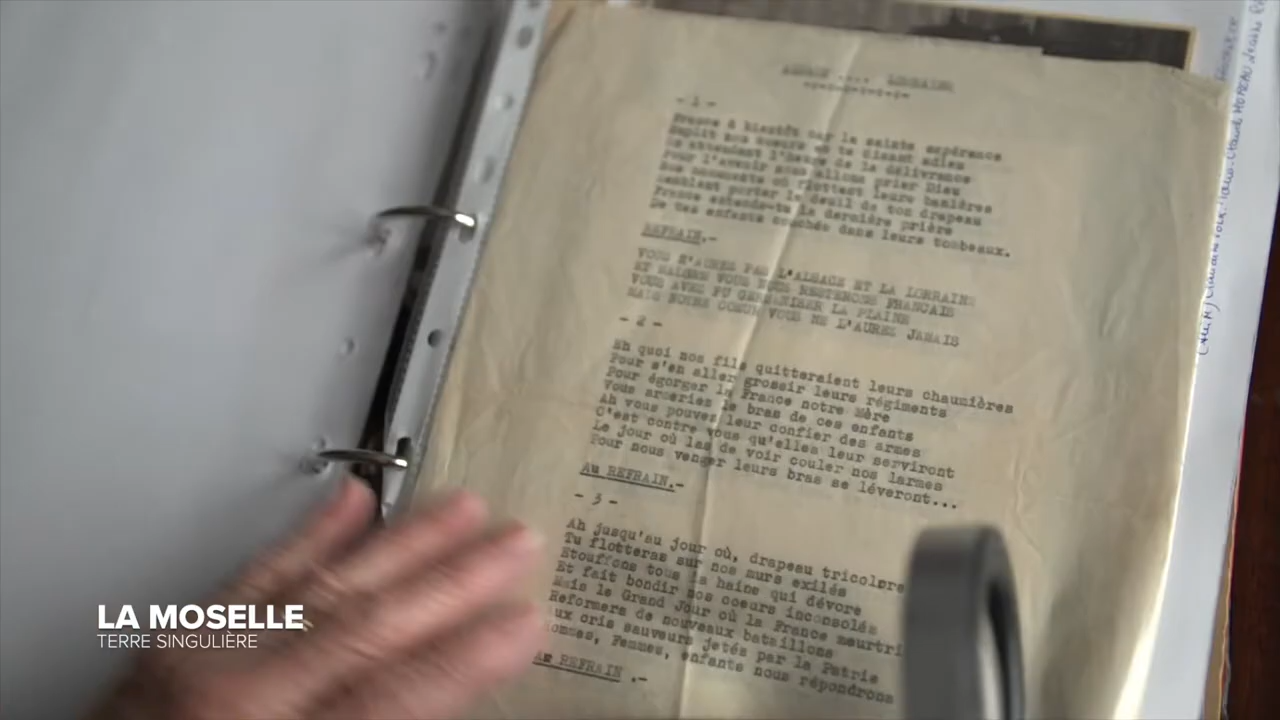 ALSACE .... LORRAINE
- 1 -
France à bientôt car la sainte espérance
Emplit nos coeurs en te disant adieu
En attendant l'heure de la délivrance
Pour l'avenir nous allons prier Dieu
Nos monuments où flottent leurs banières
Semblent porter le deuil de ton drapeau
France entends-tu la dernière prière
De tes enfants couchés dans leurs tombeaux.
REFRAIN.-
VOUS N'AUREZ PAS L'ALSACE ET LA LORRAINE
ET MALGRE VOUS NOUS RESTERONS FRANCAIS
VOUS AVEZ PU GERMANISER LA PLAINE
MAIS NOTRE COEUR VOUS NE L'AUREZ JAMAIS
- 2 -
Eh quoi nos fils quitteraient leurs chaumières
Pour s'en aller grossir leurs régiments
Pour égorger la France notre Mère
Vous armeriez le bras de ces enfants
Ah vous pouvez leur confier des armes
C'est contre vous qu'elles leur serviront
Le jour où las de voir couler nos larmes
Pour nous venger leurs bras se léveront...
Au REFRAIN.-
- 3 -
Ah jusqu'au jour où, drapeau tricolore
Tu flotteras sur nos murs exilés
Etouffons tous la haine qui dévore
Et fait bondir nos coeurs inconsolés
Mais le Grand Jour où la France meurtri
Reformera de nouveaux bataillons
aux cris sauveurs jetés par la Patrie
Hommes, Femmes, enfants nous répondrons
Au REFRAIN .-
LA MOSELLE
TERRE SINGULIÈRE